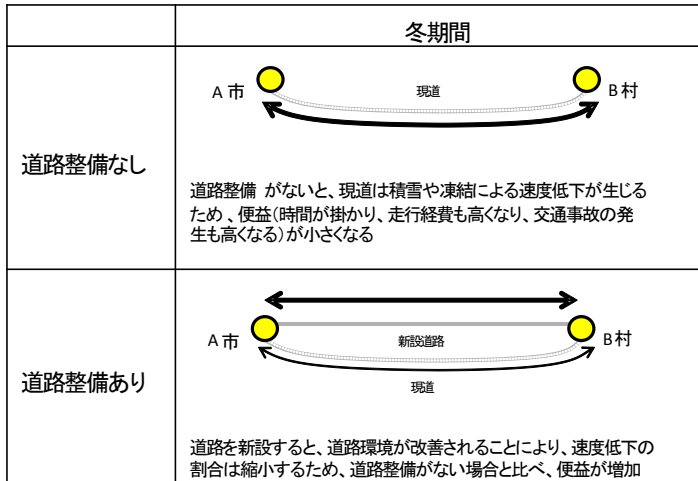 冬期間
道路整備なし
A 市
現道
B 村
道路整備 がないと、現道は積雪や凍結による速度低下が生じる
ため 、便益(時間が掛かり、走行経費も高くなり、交通事故の発
生も高くなる)が小さくなる
道路整備あり
A 市
新設道路
B 村
現道
道路を新設すると、道路環境が改善されることにより、速度低下の
割合は縮小するため、道路整備がない場合と比べ、便益が増加